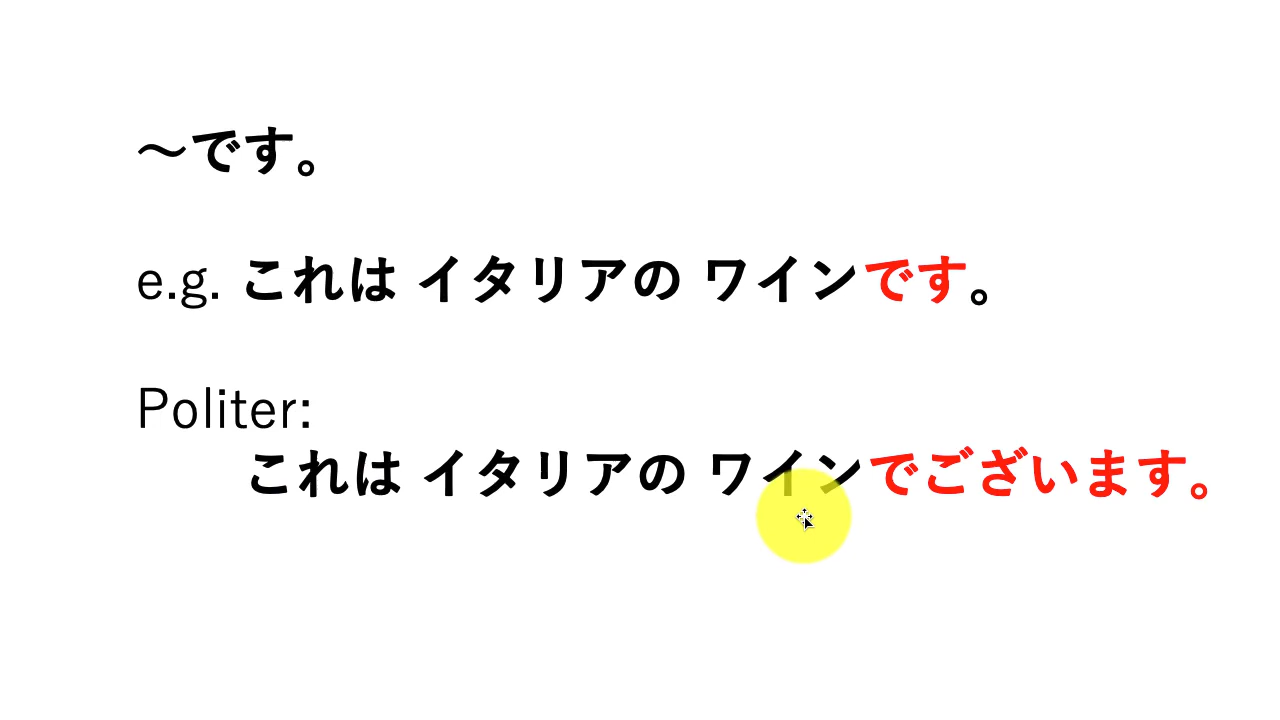 ～です。
e.g. これは イタリアの ワインです。
Politer:
これは イタリアの ワインでございます。